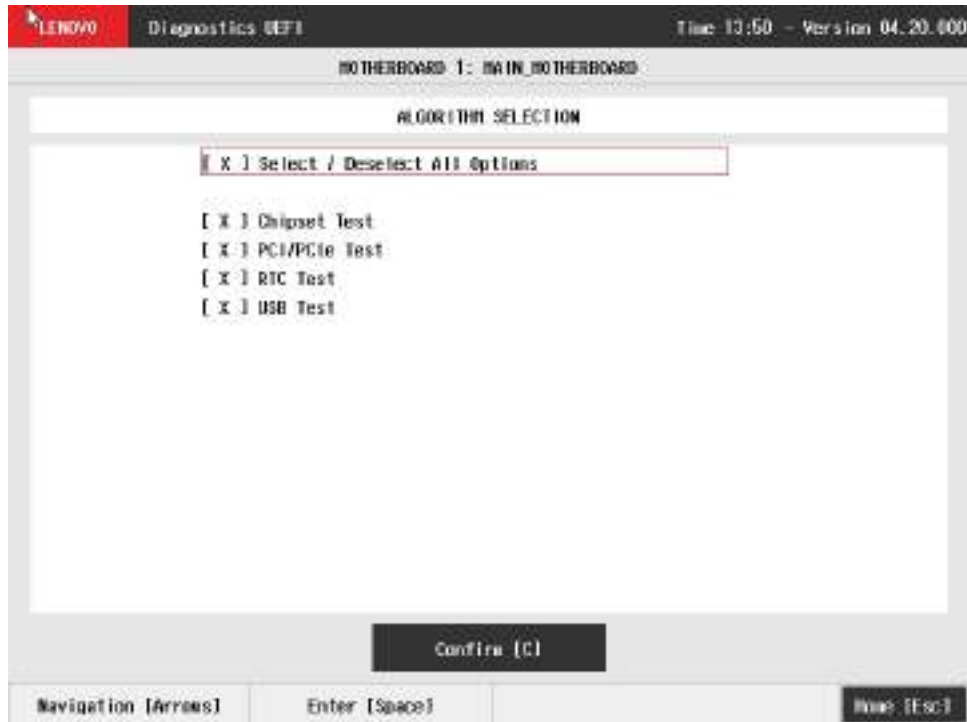 LENOVO Diagnostics UEFI Time 13:50 - Version 04.20.000
MOTHERBOARD 1: MAIN_MOTHERBOARD
ALGORITHM SELECTION
[ X ] Select / Deselect All Options
[ X ] Chipset Test
[ X ] PCI/PCIe Test
[ X ] RTC Test
[ X ] USB Test
Confirm [C]
Navigation [Arrows] Enter [Space] Home [Esc]